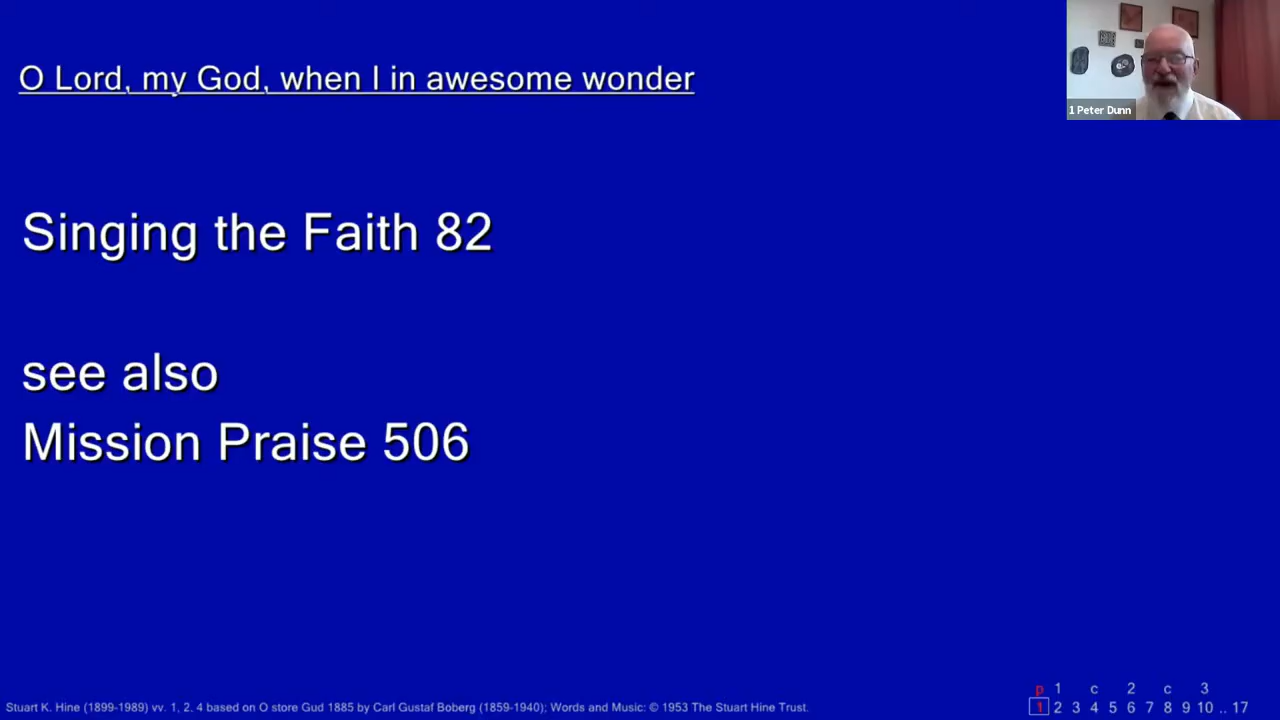 O Lord, my God, when I in awesome wonder
1 Peter Dunn
Singing the Faith 82
see also
Mission Praise 506
Stuart K. Hine (1899-1989) vv. 1, 2, 4 based on O store Gud 1885 by Carl Gustaf Boberg (1859-1940); Words and Music: © 1953 The Stuart Hine Trust.
p 1 c 2 c 3
1 2 3 4 5 6 7 8 9 10 .. 17